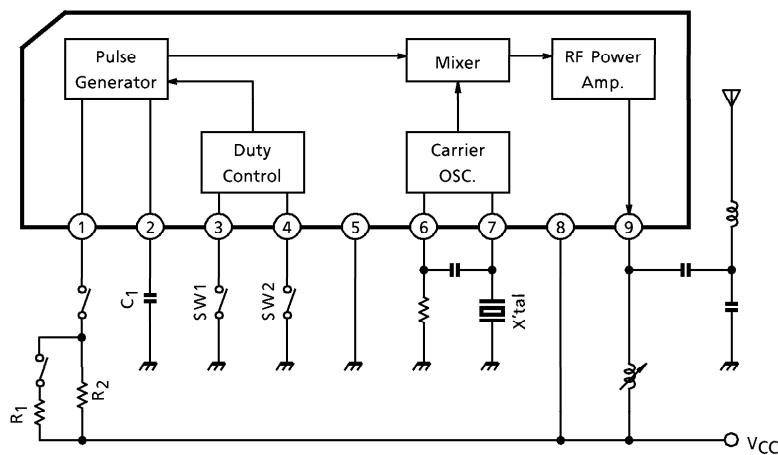 Pulse
Generator
Mixer
RF Power
Amp.
Duty
Control
Carrier
OSC.
1
2
3
4
5
6
7
8
9
C1
SW1
SW2
X'tal
R1
R2
VCC